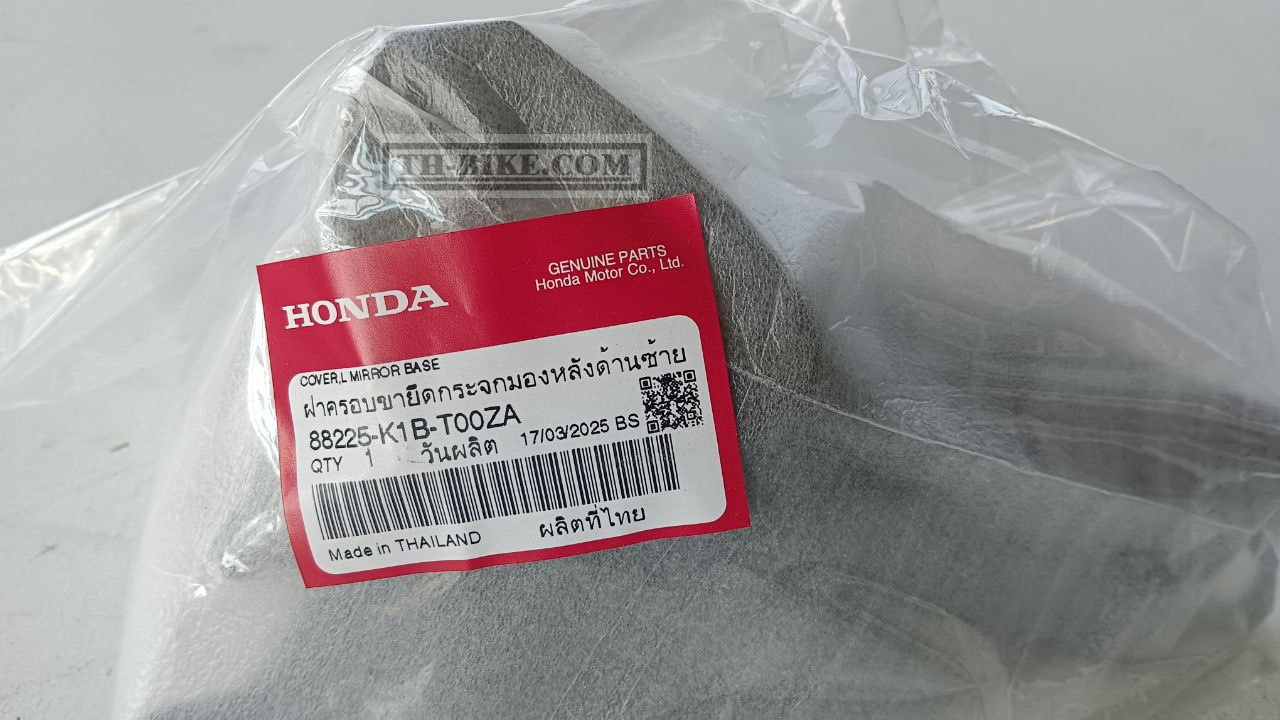 TH-BIKE.COM
GENUINE PARTS
Honda Motor Co., Ltd.
HONDA
COVER,L MIRROR BASE
ฝาครอบขายึดกระจกมองหลังด้านซ้าย
88225-K1B-T00ZA
QTY 1 วันผลิต 17/03/2025 BS
Made in THAILAND ผลิตที่ไทย